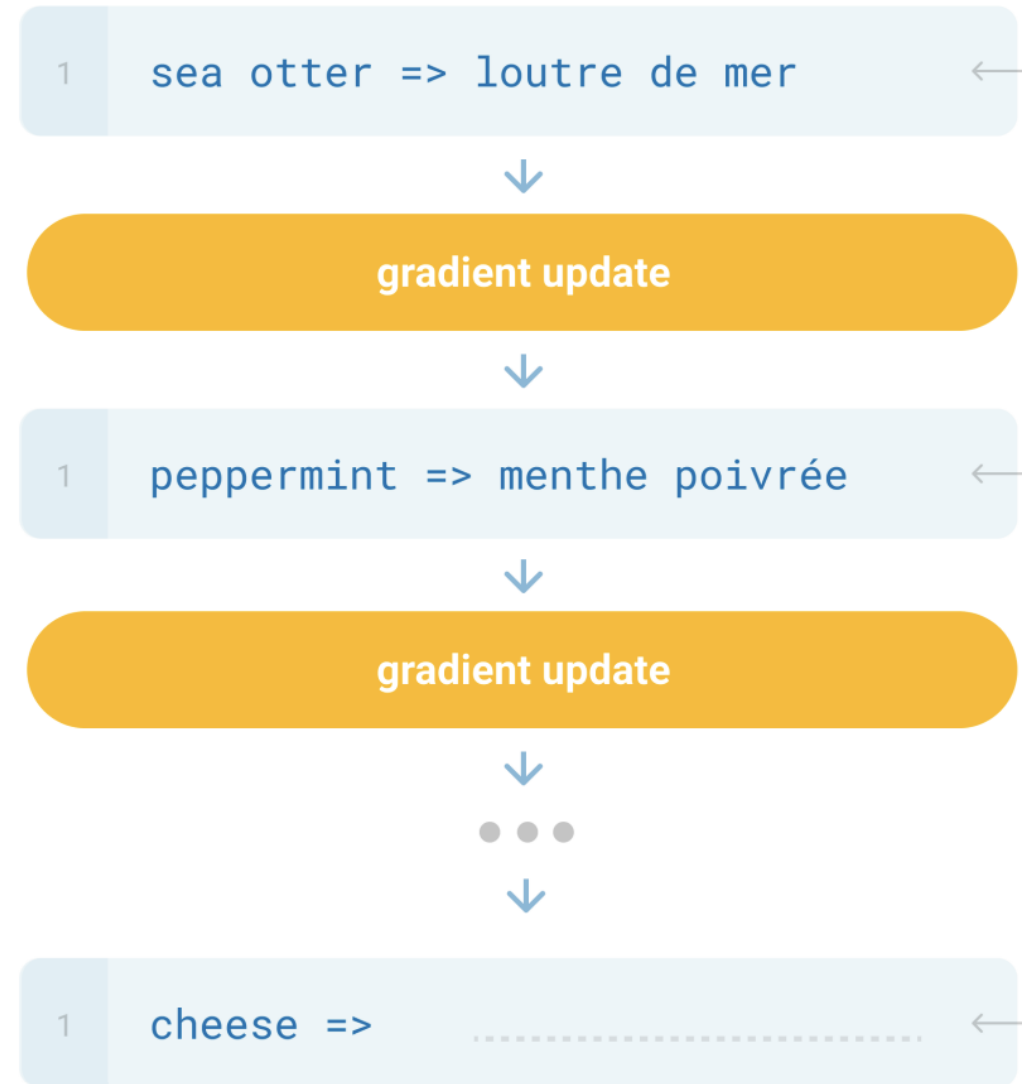 1 sea otter => loutre de mer
gradient update
1 peppermint => menthe poivrée
gradient update
1 cheese =>